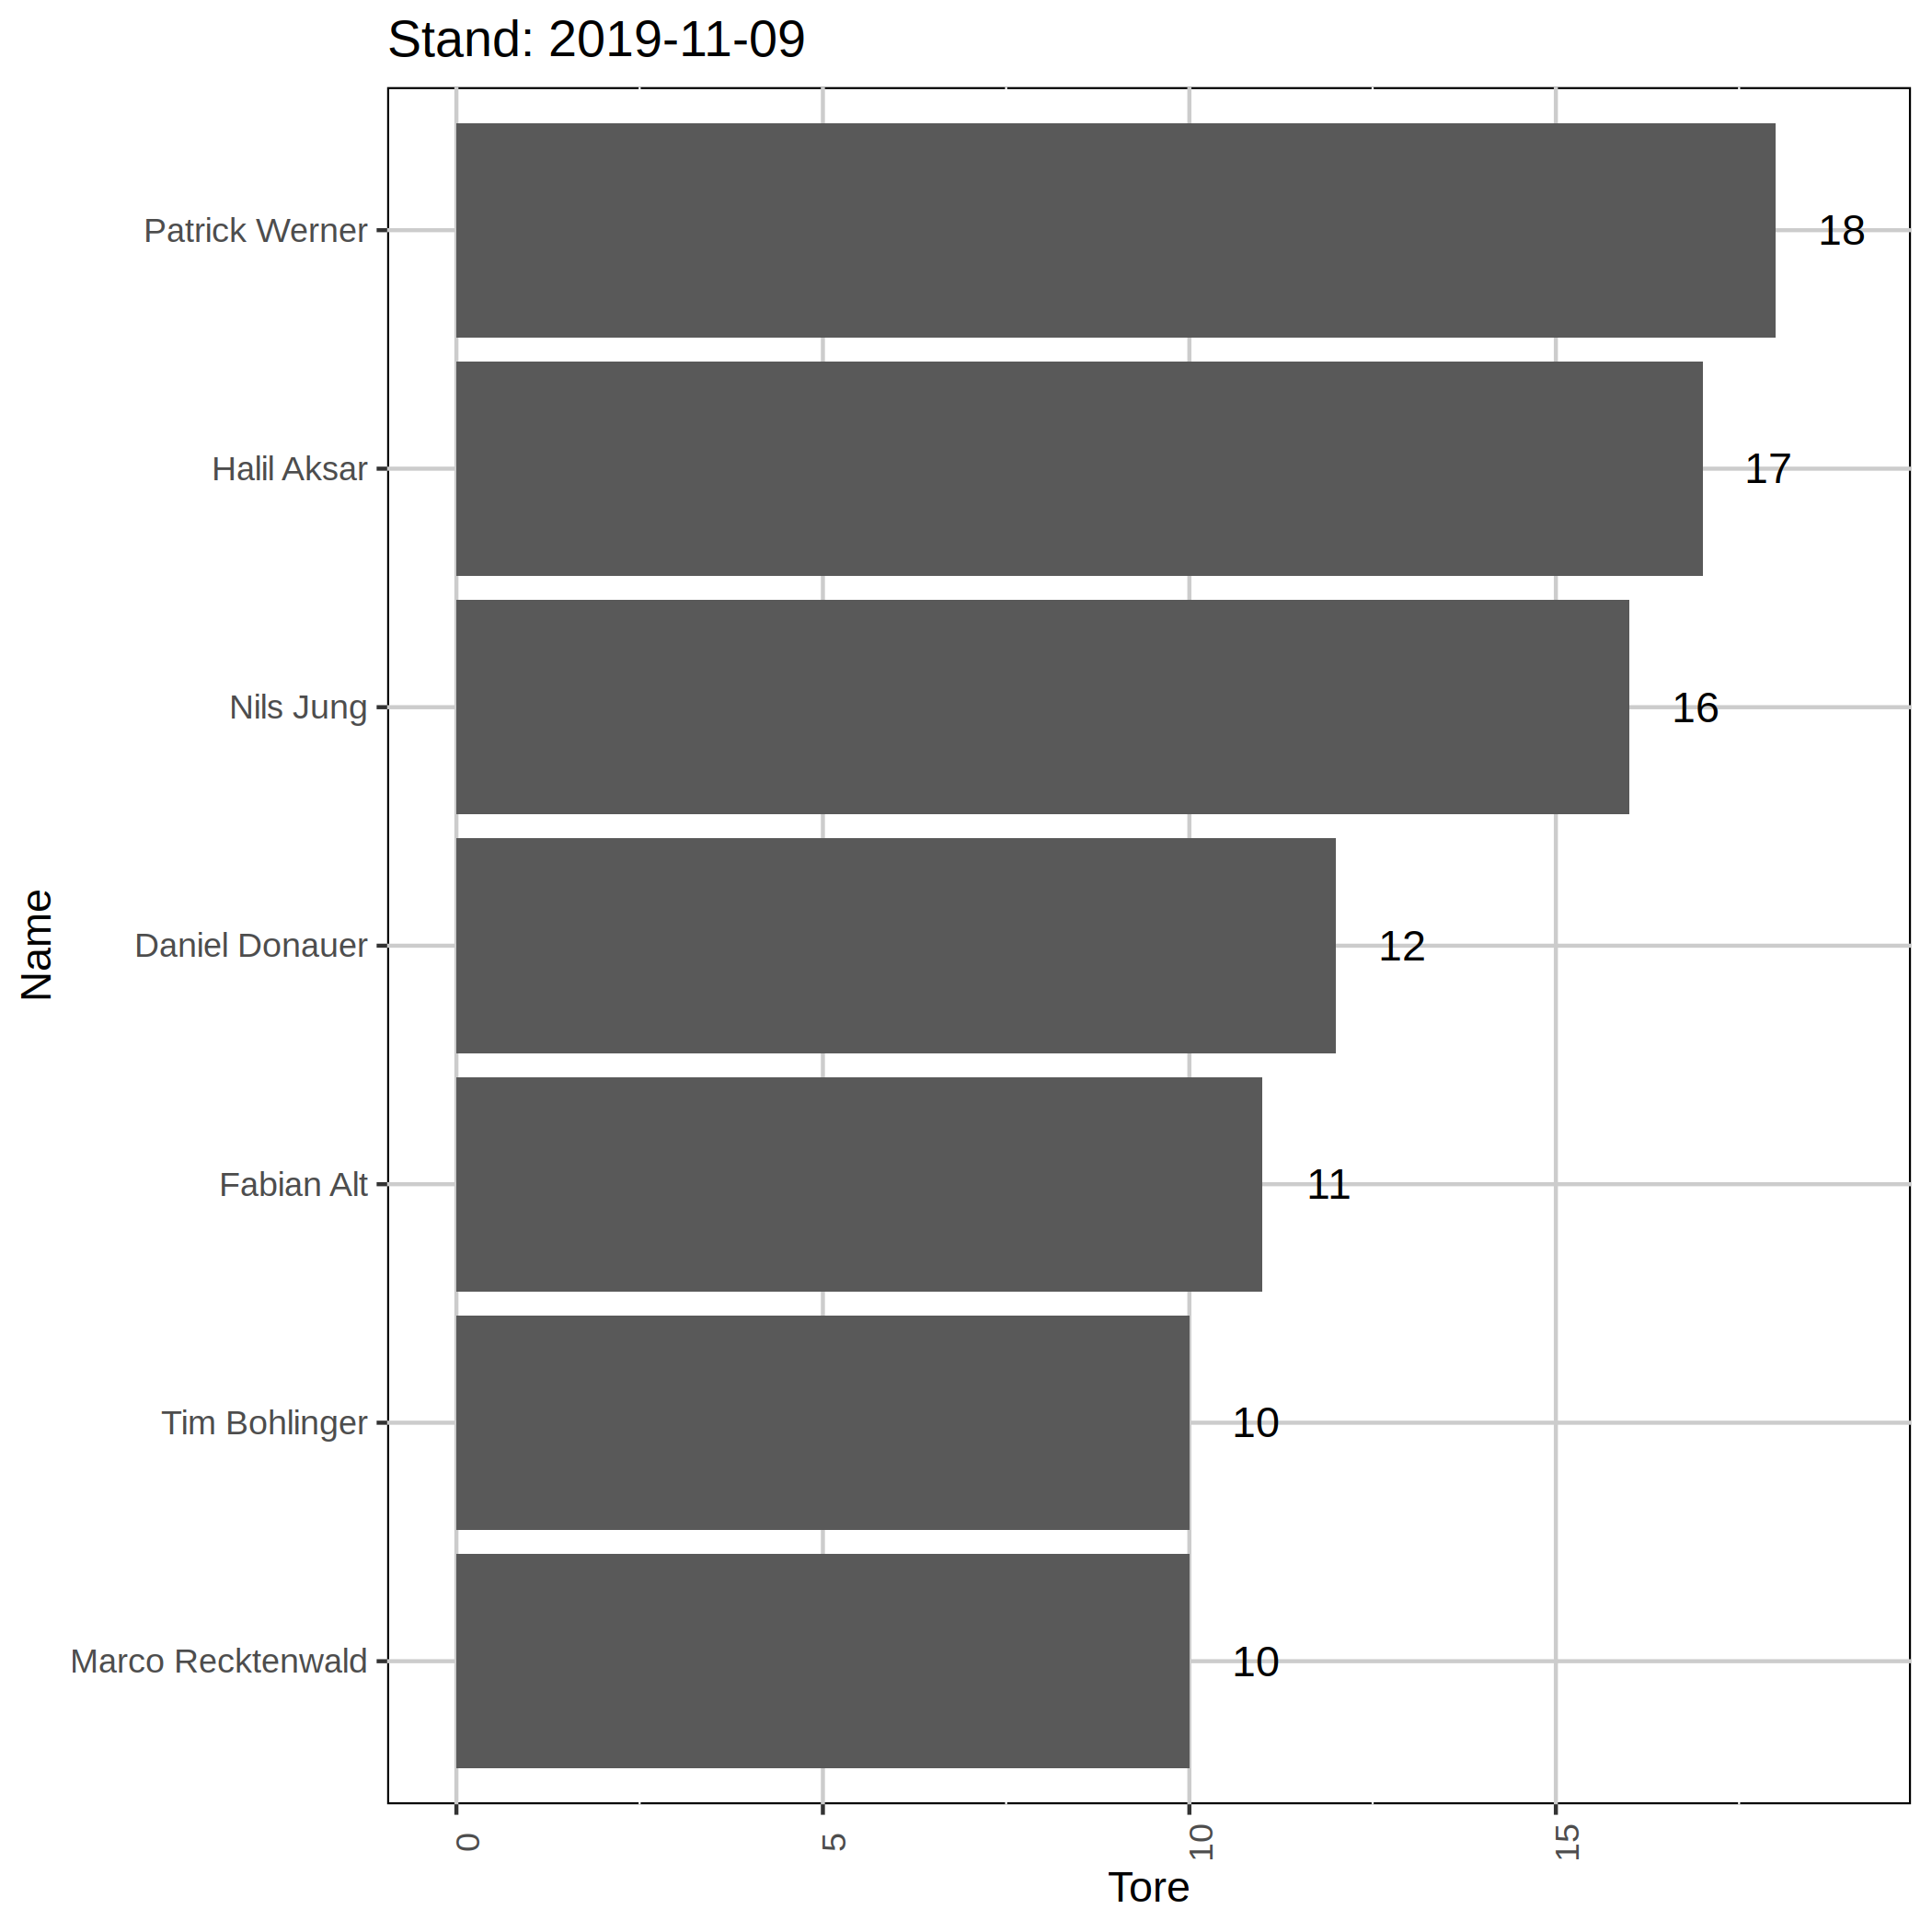 Stand: 2019-11-09
Patrick Werner
18
Halil Aksar
17
Nils Jung
16
Daniel Donauer
12
Fabian Alt
11
Tim Bohlinger
10
Marco Recktenwald
10
Name
0
5
10
15
Tore